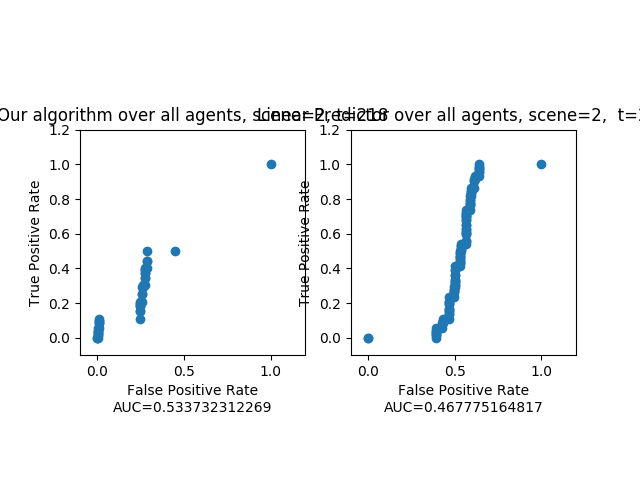 Our algorithm over all agents, scene=2, t=218
Linear Predictor over all agents, scene=2, t=
1.2
1.0
0.8
0.6
0.4
0.2
0.0
True Positive Rate
0.0 0.5 1.0
False Positive Rate
AUC=0.533732312269
1.2
1.0
0.8
0.6
0.4
0.2
0.0
True Positive Rate
0.0 0.5 1.0
False Positive Rate
AUC=0.467775164817